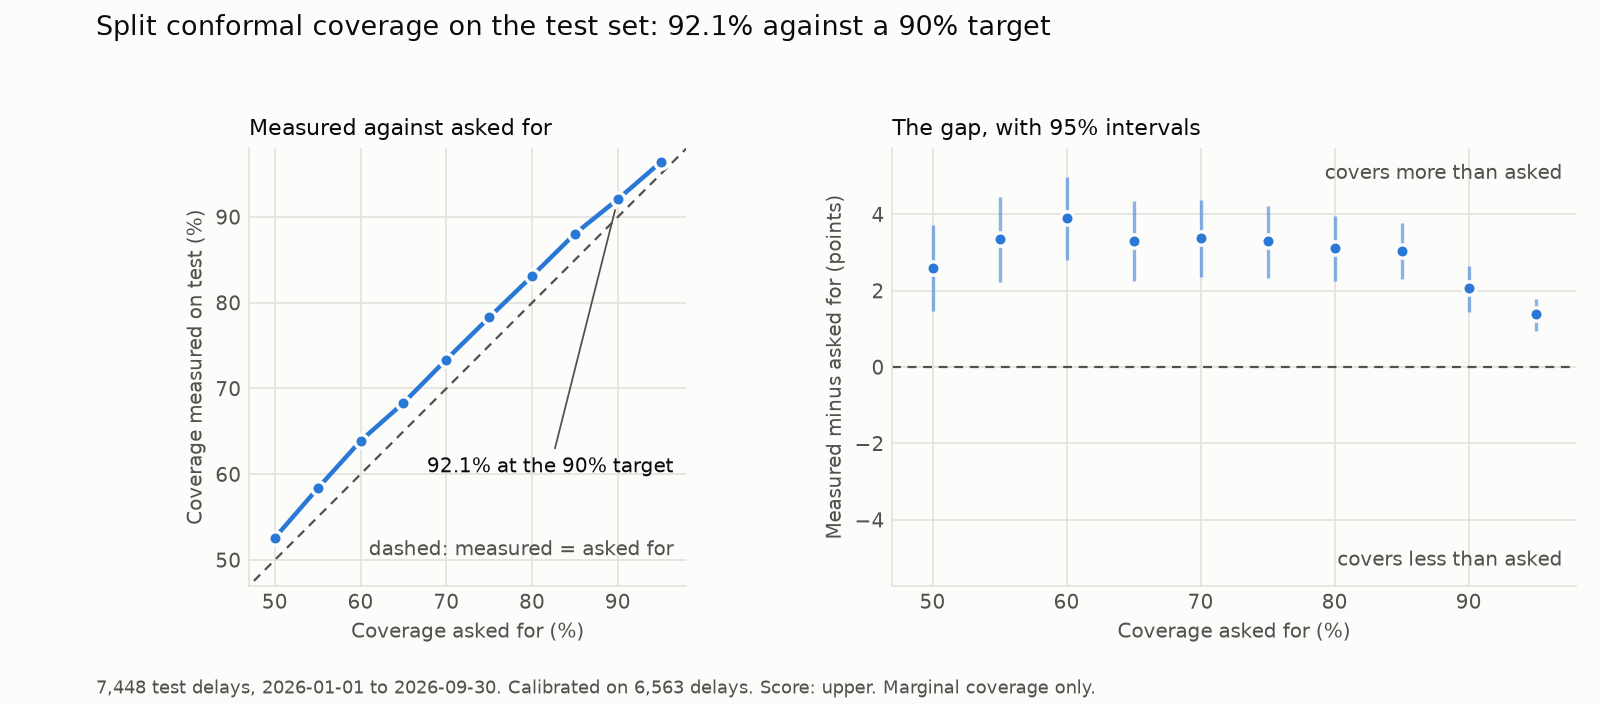 Split conformal coverage on the test set: 92.1% against a 90% target
Measured against asked for
Coverage measured on test (%)
90
80
70
60
50
92.1% at the 90% target
dashed: measured = asked for
50 60 70 80 90
Coverage asked for (%)
The gap, with 95% intervals
Measured minus asked for (points)
covers more than asked
4
2
0
−2
−4
covers less than asked
50 60 70 80 90
Coverage asked for (%)
7,448 test delays, 2026-01-01 to 2026-09-30. Calibrated on 6,563 delays. Score: upper. Marginal coverage only.